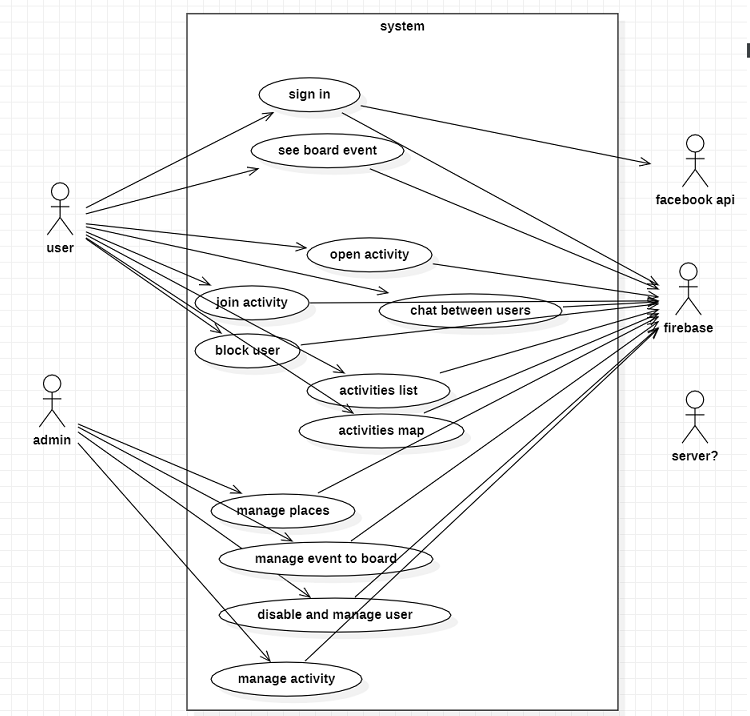 system
sign in
see board event
facebook api
user
open activity
join activity
chat between users
firebase
block user
activities list
admin
activities map
server?
manage places
manage event to board
disable and manage user
manage activity